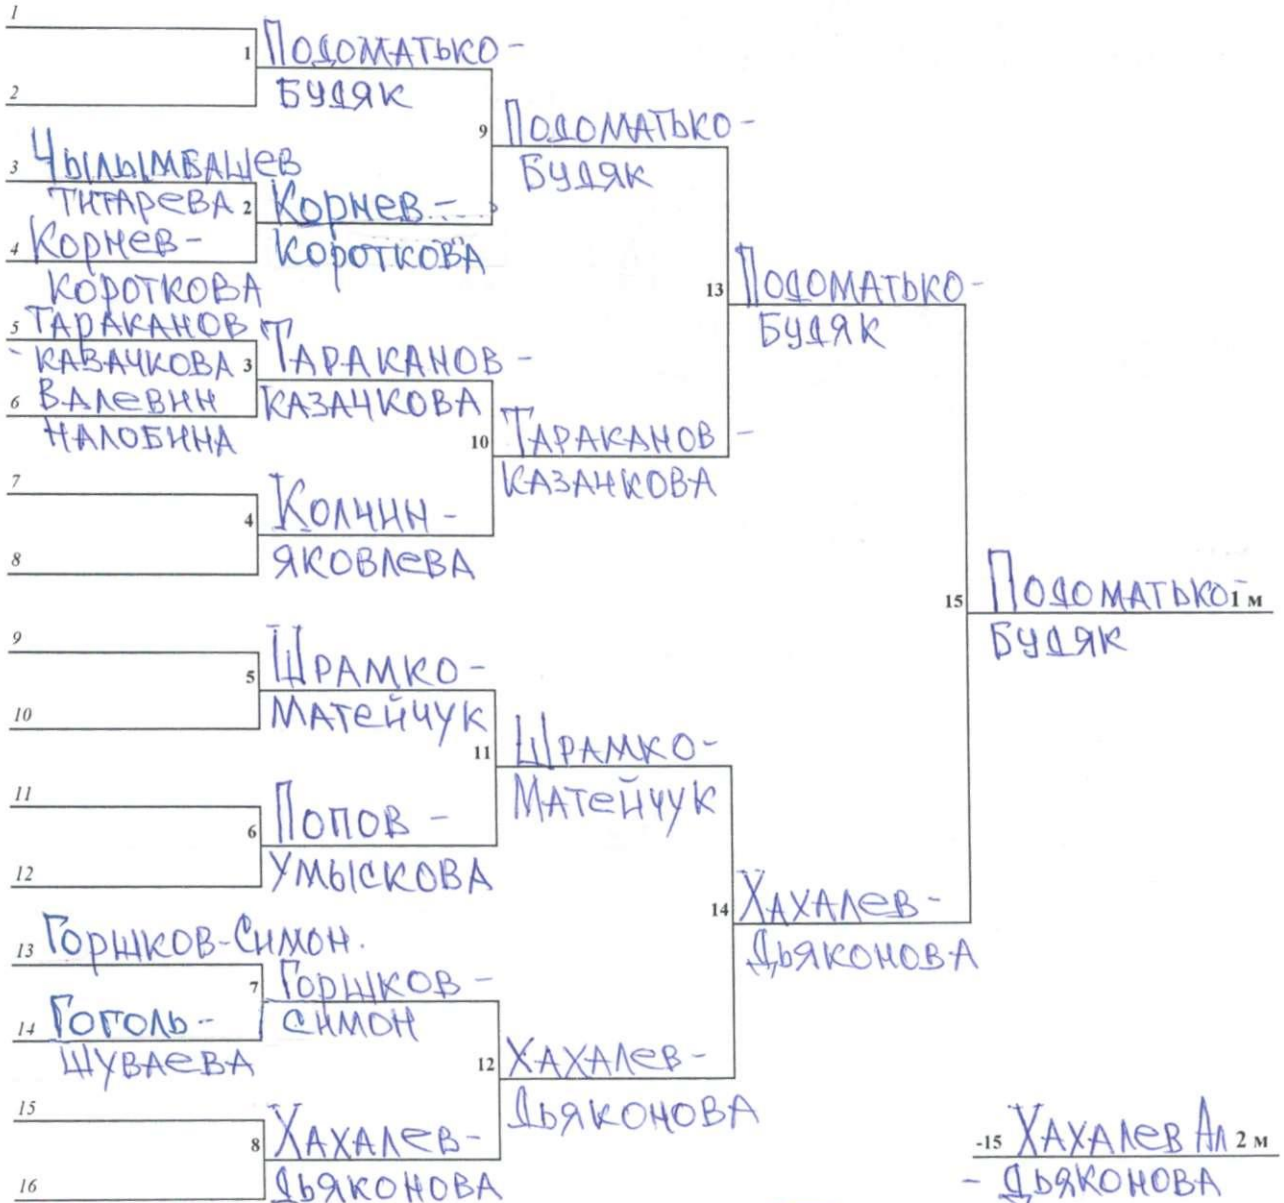 1
1 Подоматько -
Будяк
2
9 Подоматько -
Будяк
3 Чылымбашев
Титарева
2 Корнев -
Короткова
4 Корнев -
Короткова
13 Подоматько -
Будяк
5 Тараканов
- Казачкова
3 Тараканов -
Казачкова
6 Валевин
Налобина
10 Тараканов -
Казачкова
7
4 Колчин -
Яковлева
8
15 Подоматько - 1 м
Будяк
9
5 Шрамко -
Матейчук
10
11 Шрамко -
Матейчук
11
6 Попов -
Умыскова
12
14 Хахалев -
Дьяконова
13 Горшков-Симон.
7 Горшков -
Симон
14 Гоголь -
Шуваева
12 Хахалев -
Дьяконова
15
8 Хахалев -
Дьяконова
16
-15 Хахалев Ал 2 м
- Дьяконова